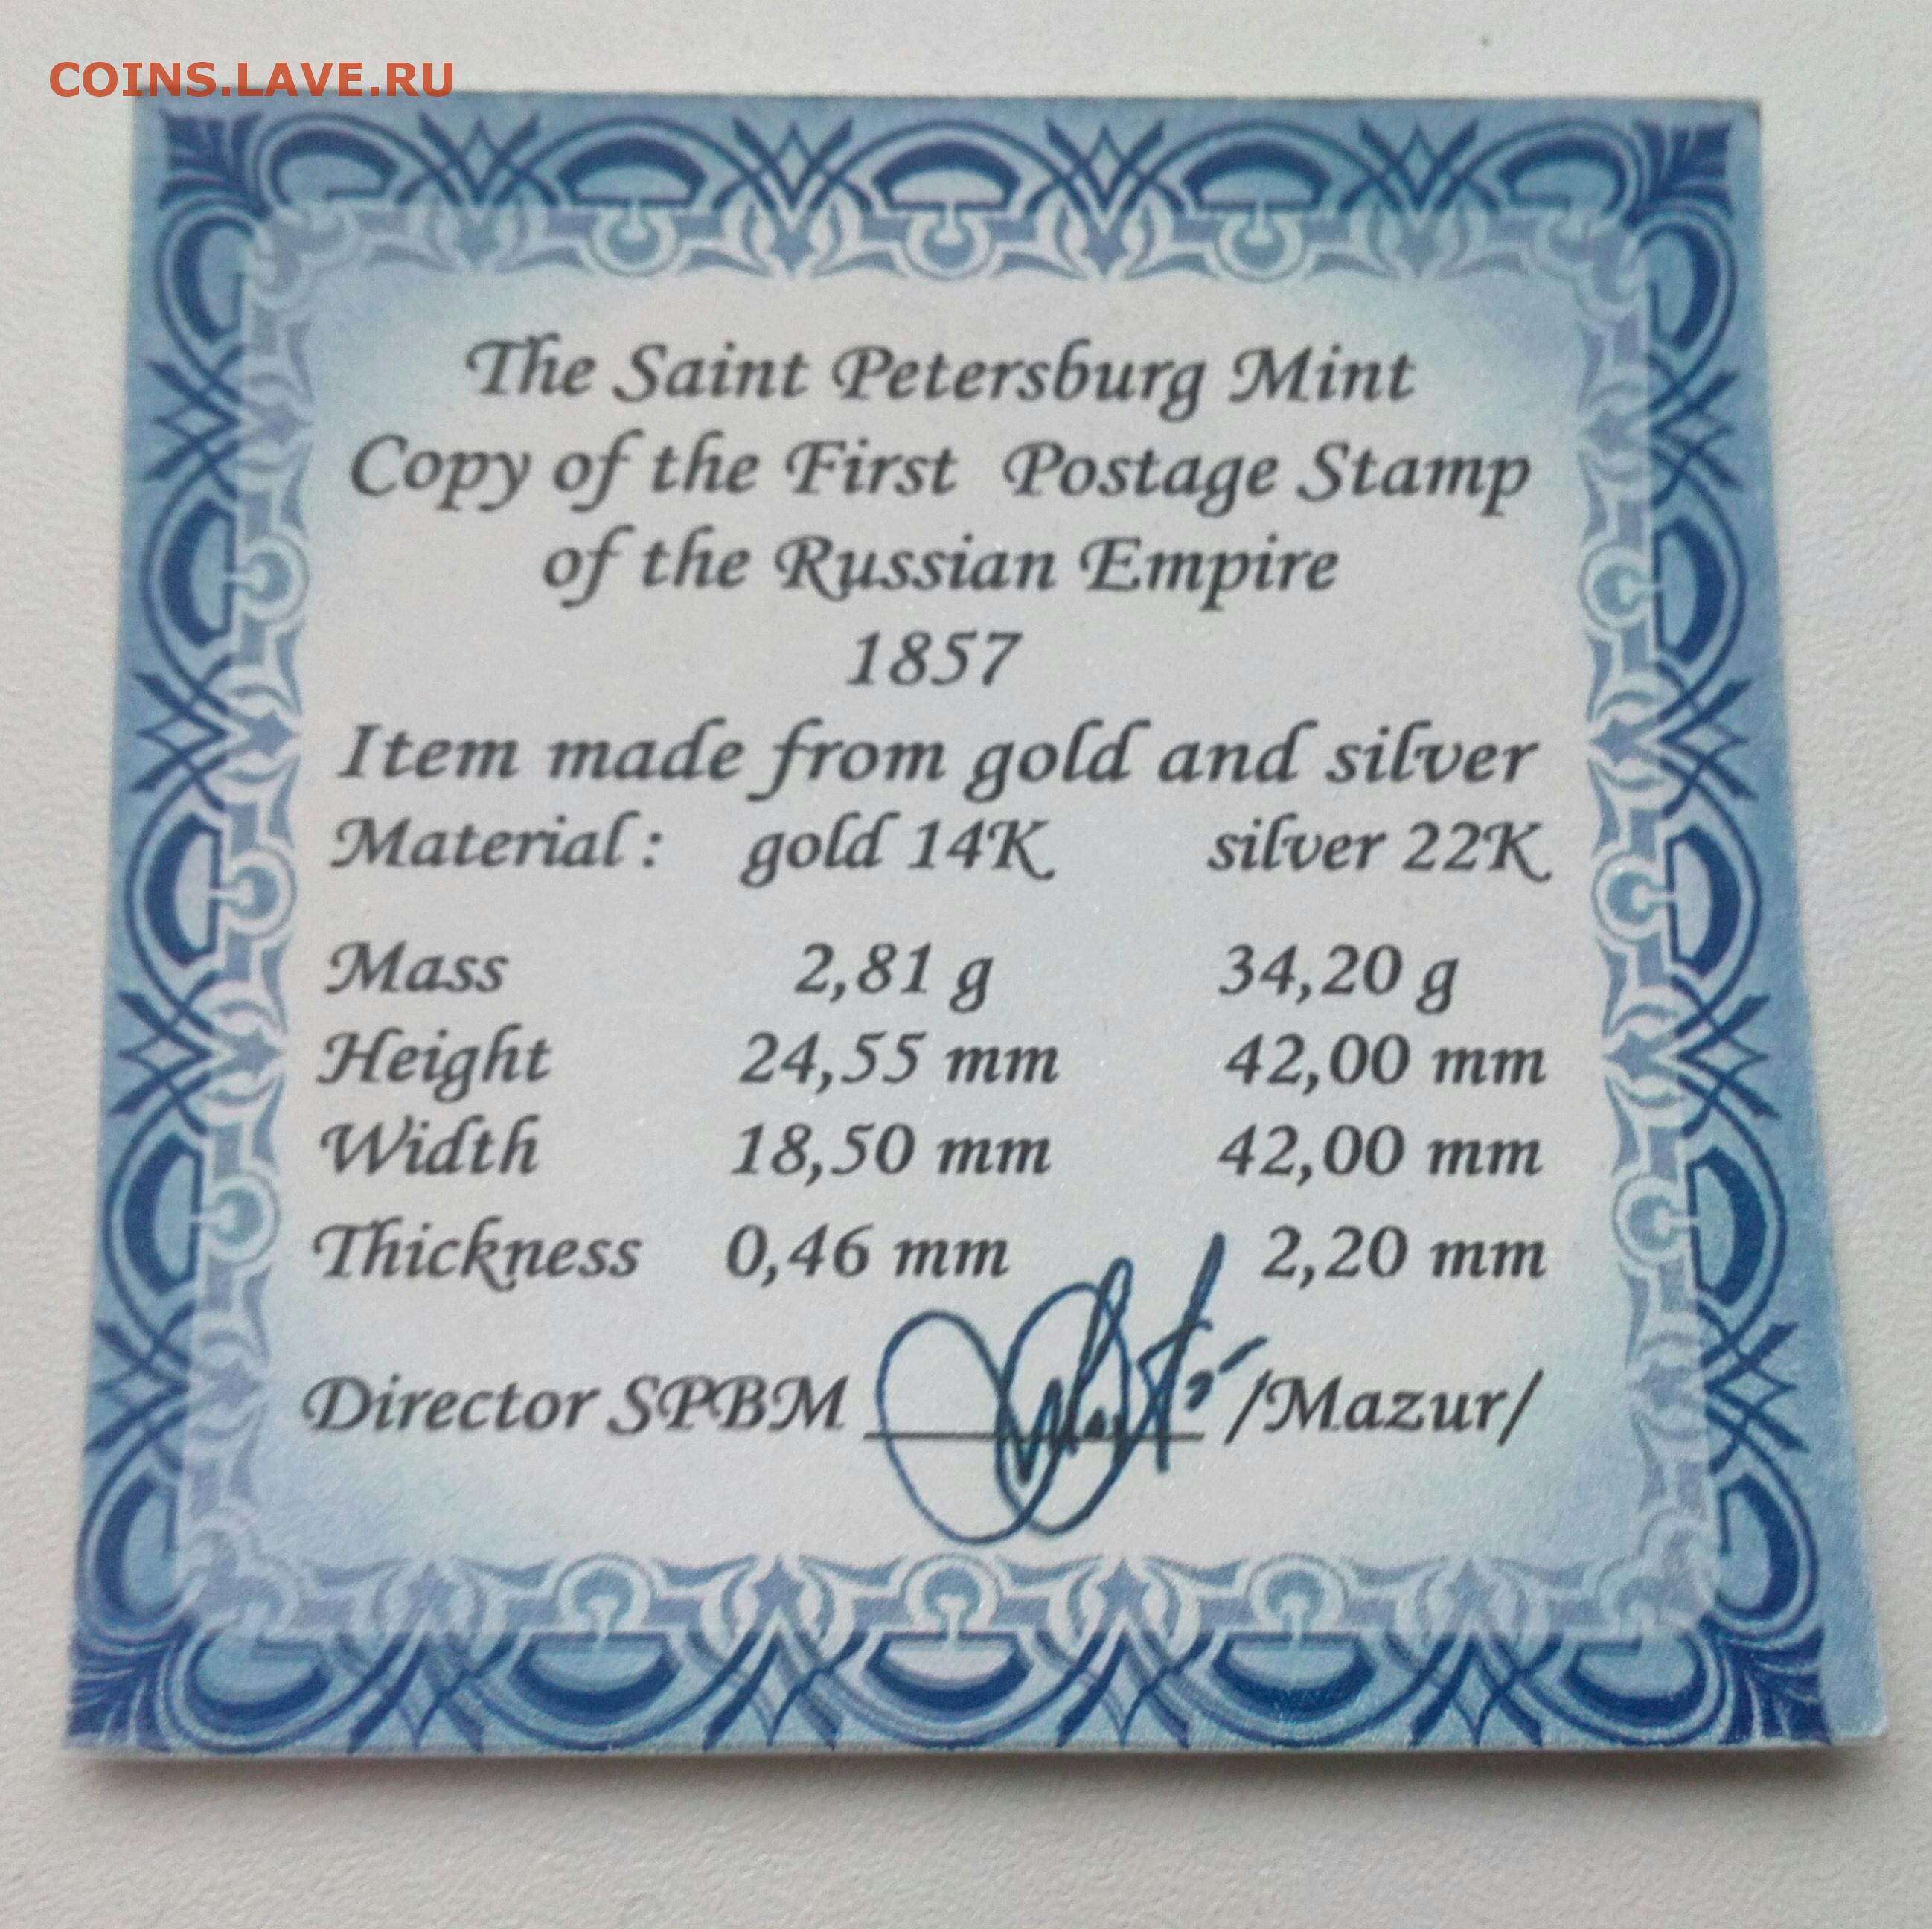 COINS.LAVE.RU
The Saint Petersburg Mint
Copy of the First Postage Stamp
of the Russian Empire
1857
Item made from gold and silver
Material : gold 14K silver 22K
Mass 2,81 g 34,20 g
Height 24,55 mm 42,00 mm
Width 18,50 mm 42,00 mm
Thickness 0,46 mm 2,20 mm
Director SPBM /Mazur/